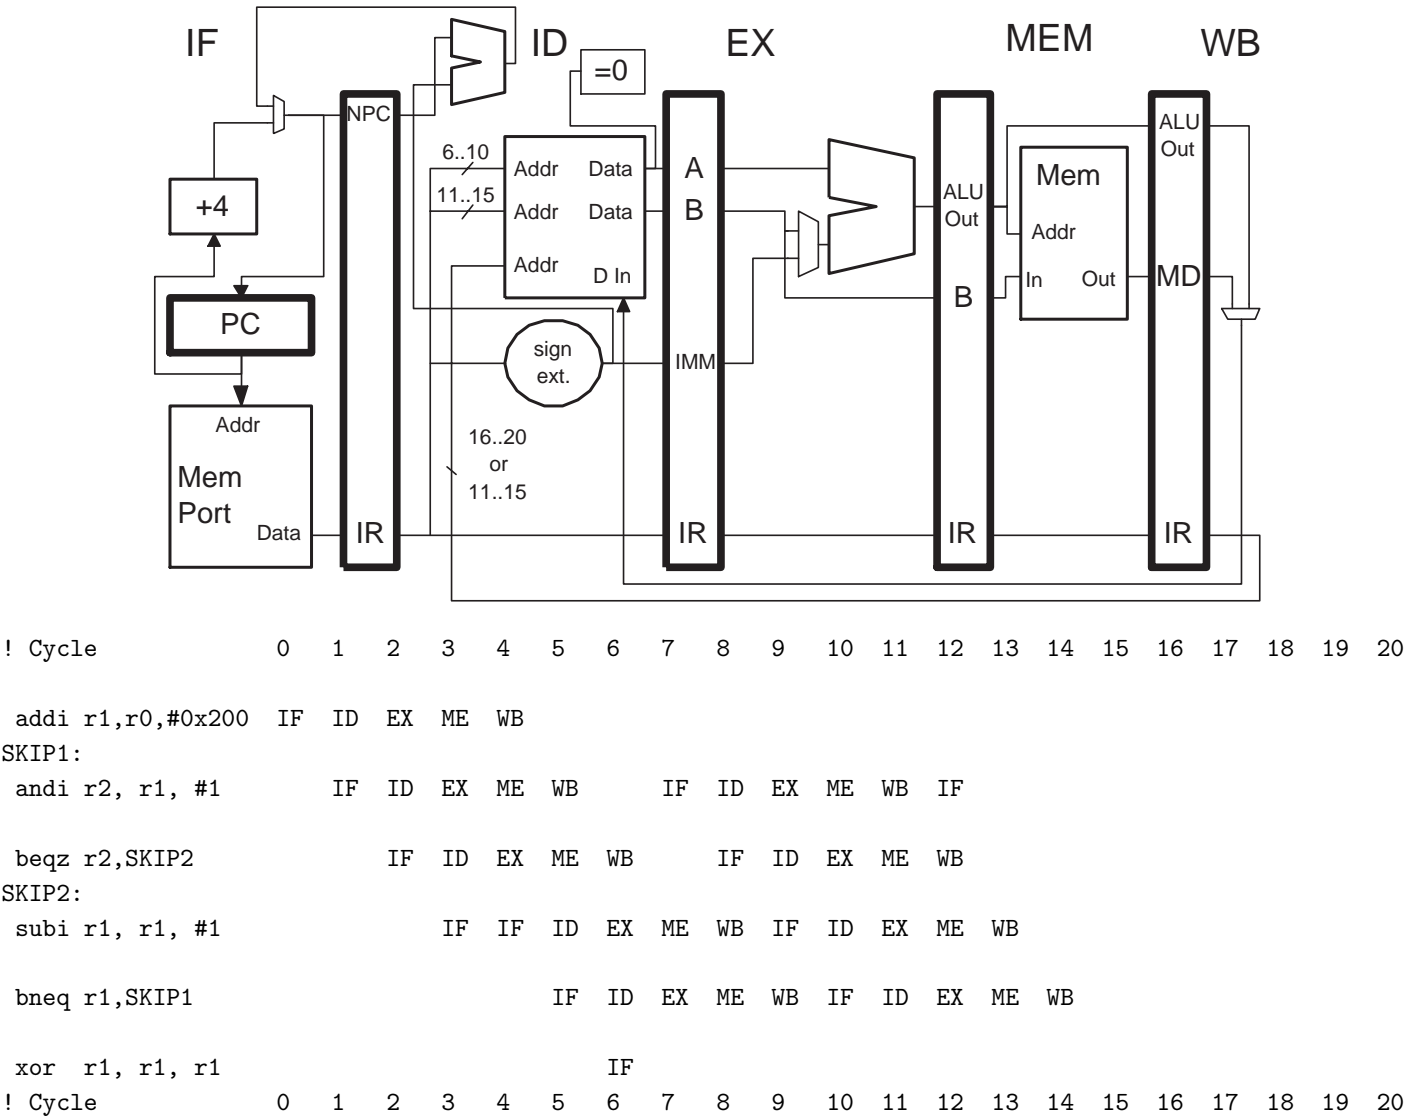 IF ID EX MEM WB
=0
NPC
ALU
Out
6..10
Addr Data A
Mem
+4
11..15
Addr Data B
ALU
Out
Addr
Addr
D In
In Out MD
B
PC
sign
ext.
IMM
Addr
16..20
or
11..15
Mem
Port
Data IR IR IR IR
! Cycle 0 1 2 3 4 5 6 7 8 9 10 11 12 13 14 15 16 17 18 19 20
addi r1,r0,#0x200 IF ID EX ME WB
SKIP1:
andi r2, r1, #1 IF ID EX ME WB IF ID EX ME WB IF
beqz r2,SKIP2 IF ID EX ME WB IF ID EX ME WB
SKIP2:
subi r1, r1, #1 IF IF ID EX ME WB IF ID EX ME WB
bneq r1,SKIP1 IF ID EX ME WB IF ID EX ME WB
xor r1, r1, r1 IF
! Cycle 0 1 2 3 4 5 6 7 8 9 10 11 12 13 14 15 16 17 18 19 20